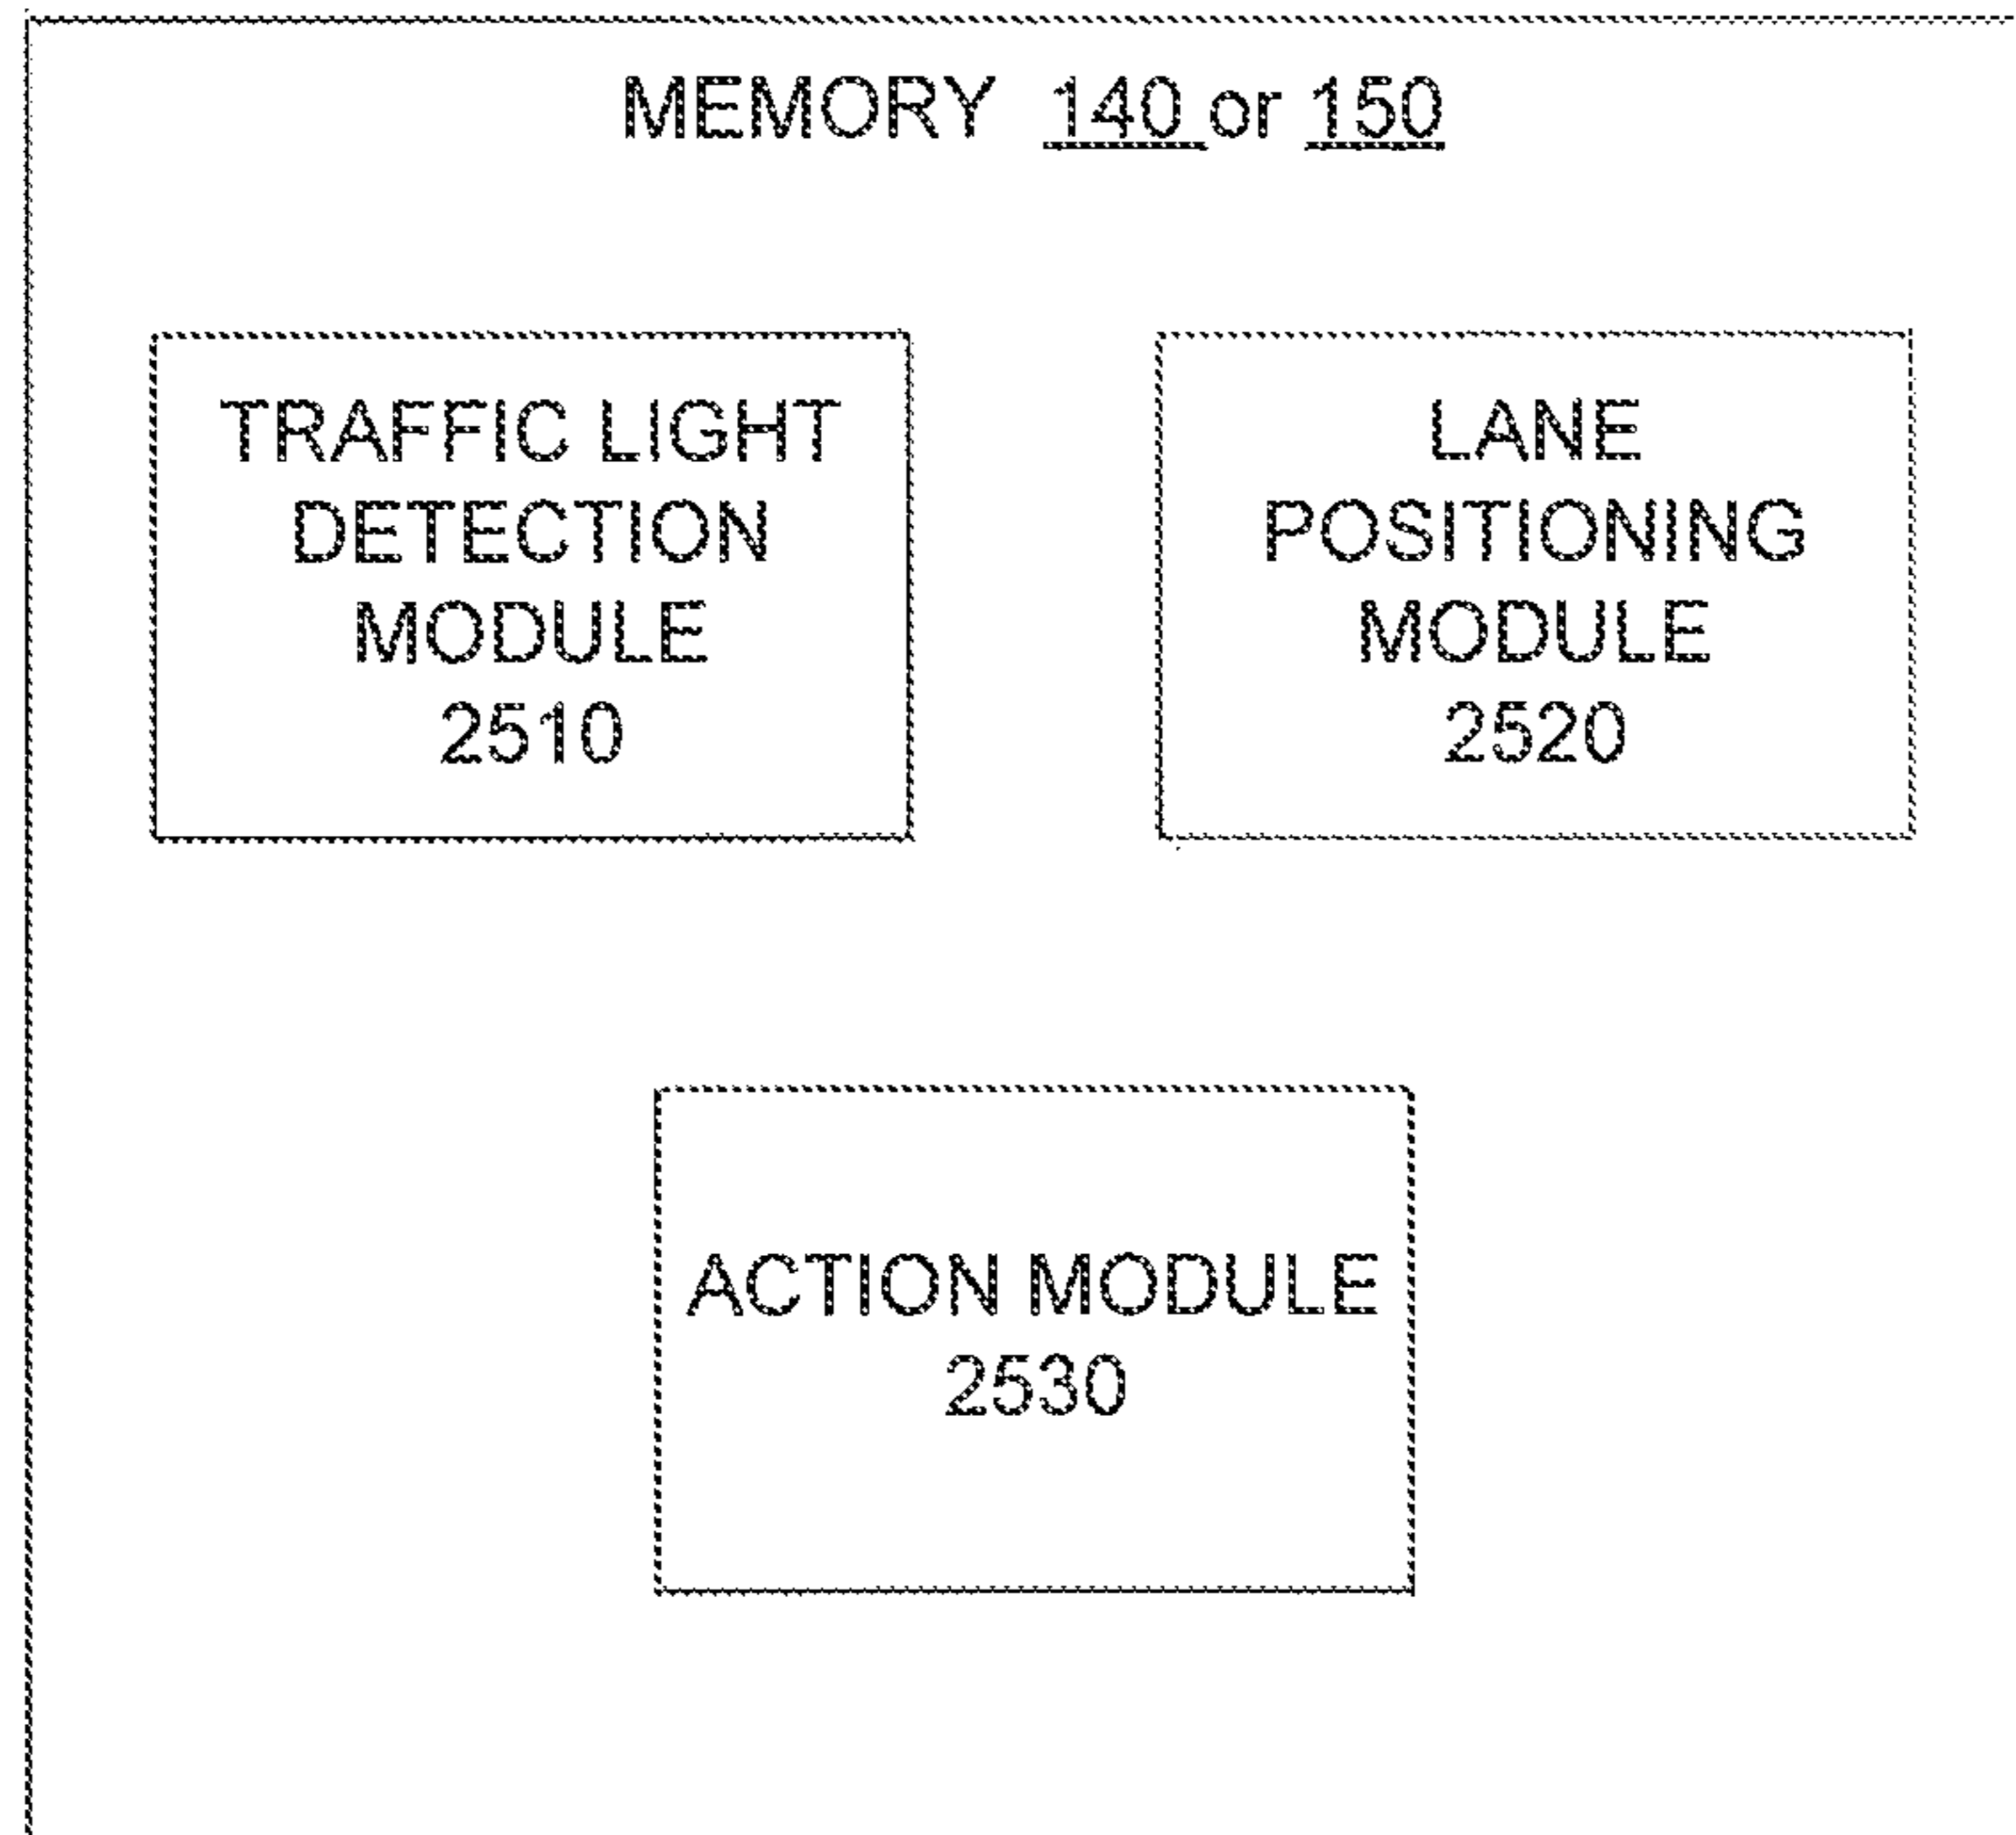 MEMORY 140 or 150
TRAFFIC LIGHT
DETECTION
MODULE
2510
LANE
POSITIONING
MODULE
2520
ACTION MODULE
2530